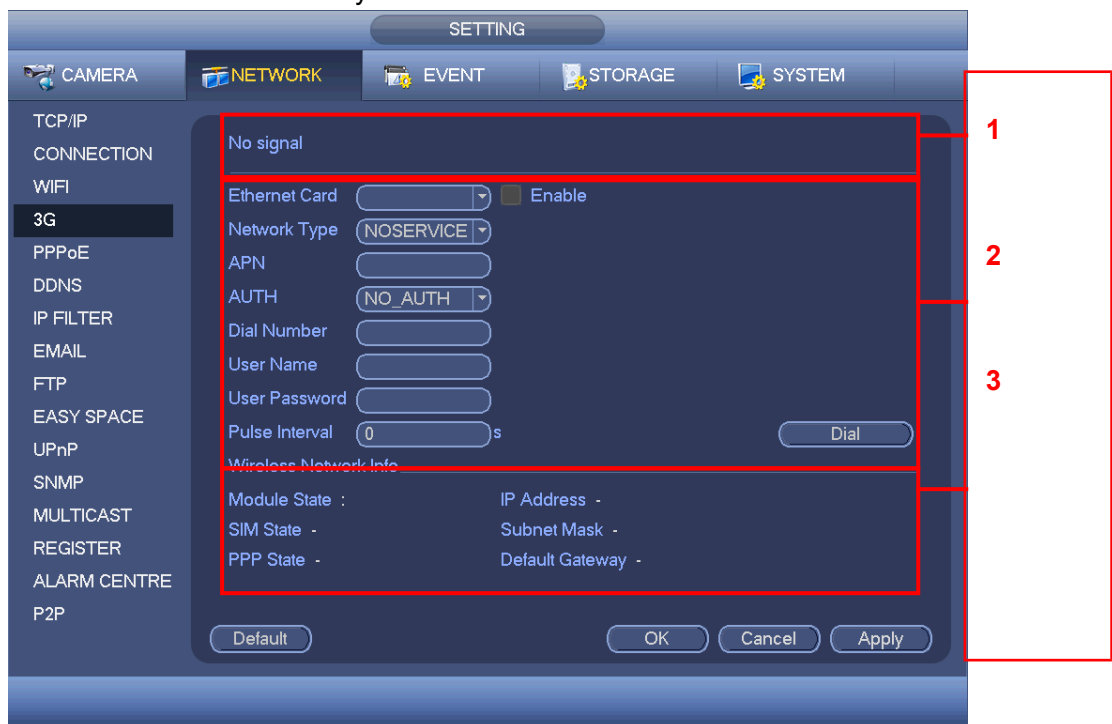 SETTING
CAMERA NETWORK EVENT STORAGE SYSTEM
TCP/IP
CONNECTION
WIFI
3G
PPPoE
DDNS
IP FILTER
EMAIL
FTP
EASY SPACE
UPnP
SNMP
MULTICAST
REGISTER
ALARM CENTRE
P2P
No signal
Ethernet Card Enable
Network Type NOSERVICE
APN
AUTH NO_AUTH
Dial Number
User Name
User Password
Pulse Interval 0 s Dial
Wireless Network Info
Module State : IP Address -
SIM State - Subnet Mask -
PPP State - Default Gateway -
Default OK Cancel Apply
1
2
3